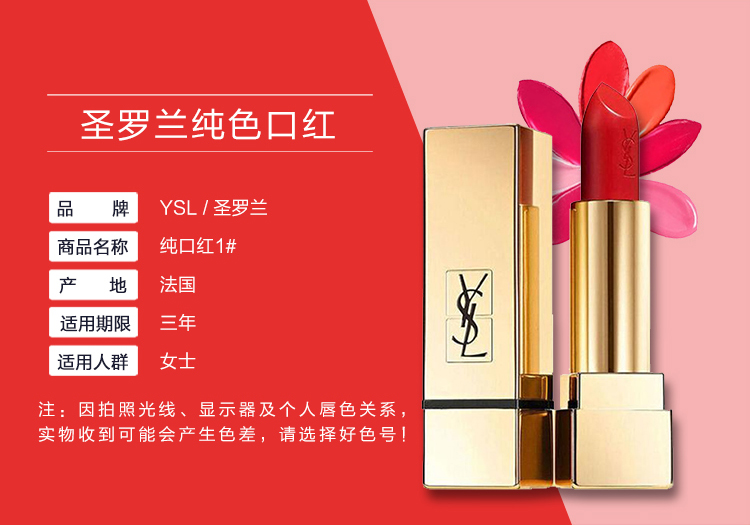 圣罗兰纯色口红
品 牌 YSL / 圣罗兰
商品名称 纯口红1#
产 地 法国
适用期限 三年
适用人群 女士
注：因拍照光线、显示器及个人唇色关系，
实物收到可能会产生色差，请选择好色号！
YSL